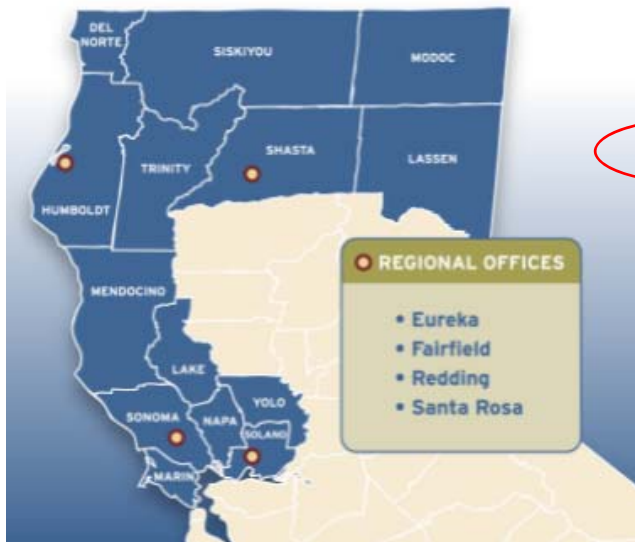 DEL
NORTE
SISKIYOU
MODOC
SHASTA
LASSEN
TRINITY
HUMBOLDT
REGIONAL OFFICES
MENDOCINO
• Eureka
• Fairfield
• Redding
• Santa Rosa
LAKE
YOLO
SONOMA
NAPA
SOLANO
MARIN